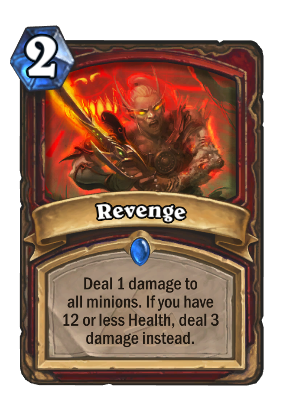 2
Revenge
Deal 1 damage to
all minions. If you have
12 or less Health, deal 3
damage instead.